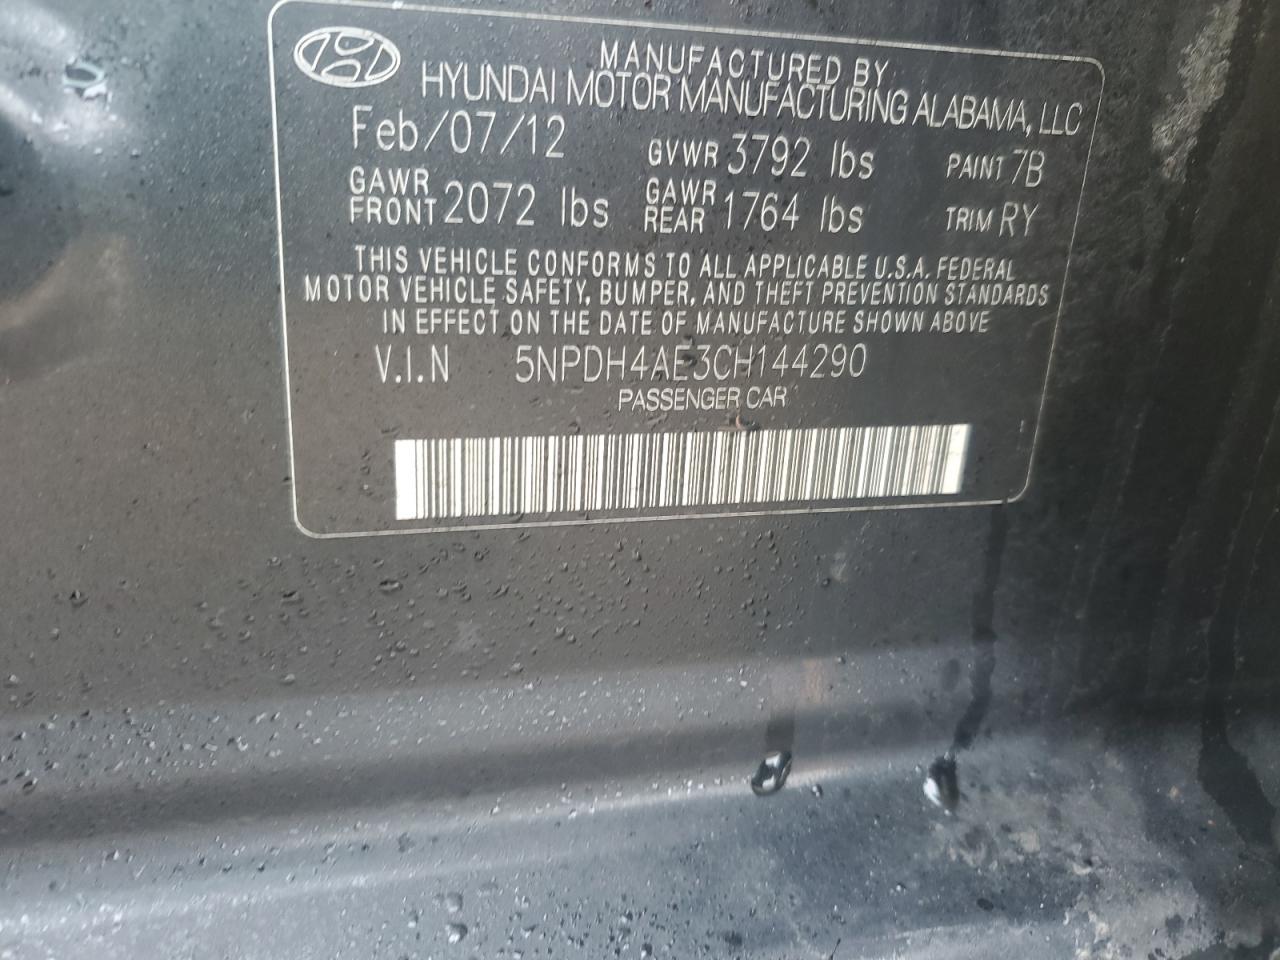 MANUFACTURED BY
HYUNDAI MOTOR MANUFACTURING ALABAMA, LLC
Feb/07/12 GVWR 3792 lbs PAINT 7B
GAWR FRONT 2072 lbs GAWR REAR 1764 lbs TRIM RY
THIS VEHICLE CONFORMS TO ALL APPLICABLE U.S.A. FEDERAL
MOTOR VEHICLE SAFETY, BUMPER, AND THEFT PREVENTION STANDARDS
IN EFFECT ON THE DATE OF MANUFACTURE SHOWN ABOVE
V.I.N 5NPDH4AE3CH144290
PASSENGER CAR